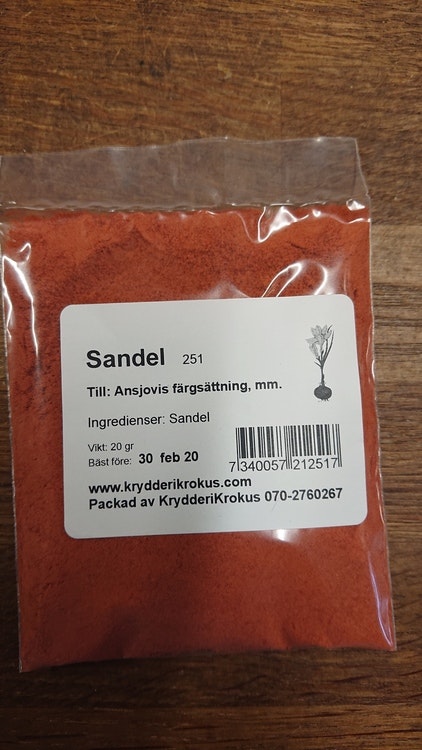 Sandel 251
Till: Ansjovis färgsättning, mm.
Ingredienser: Sandel
Vikt: 20 gr
Bäst före: 30 feb 20
7 340057 212517
www.krydderikrokus.com
Packad av KrydderiKrokus 070-2760267